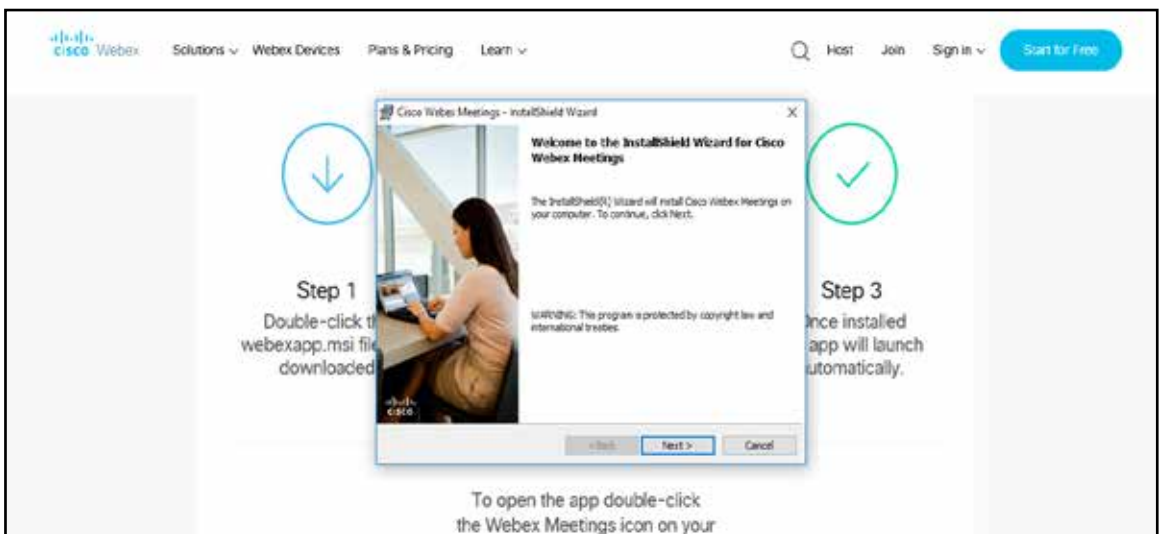 cisco Webex Solutions Webex Devices Plans & Pricing Learn Host Join Sign in Start for Free
Cisco Webex Meetings - InstallShield Wizard
Welcome to the InstallShield Wizard for Cisco
Webex Meetings
The InstallShield(R) Wizard will install Cisco Webex Meetings on
your computer. To continue, click Next.
WARNING: This program is protected by copyright law and
international treaties.
cisco
< Back Next > Cancel
Step 1
Double-click
webexapp.msi
downloaded
Step 3
installed
app will launch
To open the app double-click
the Webex Meetings icon on your